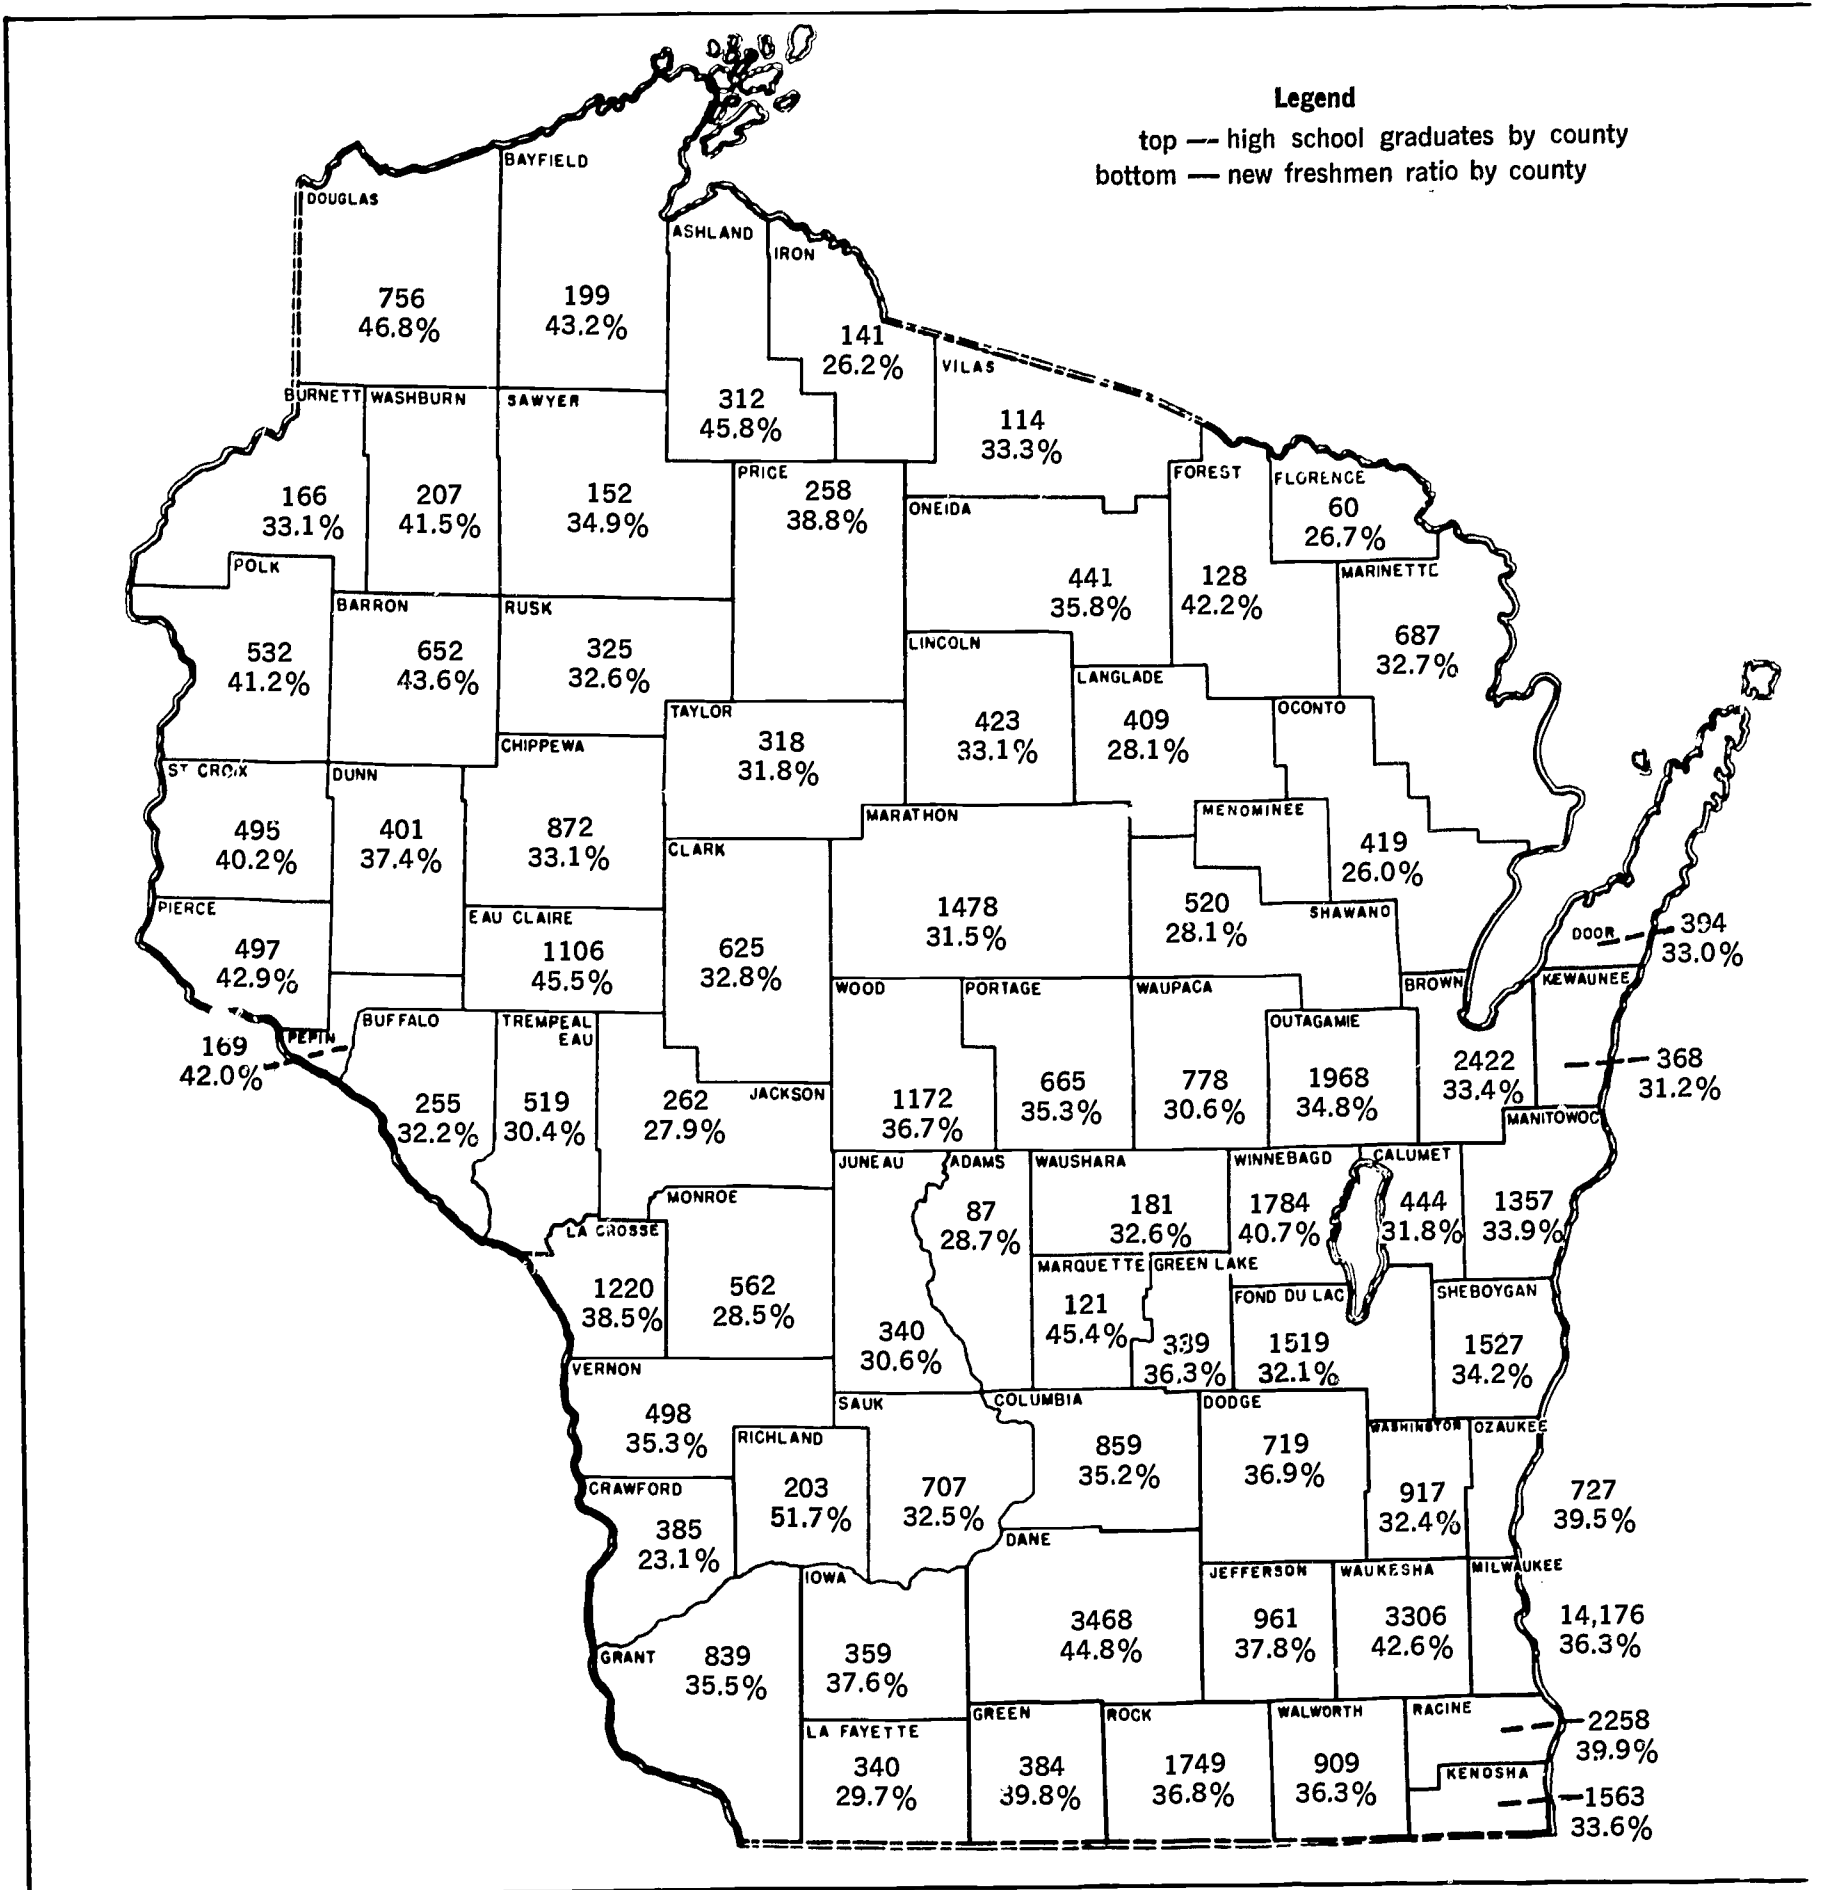 Legend
top — high school graduates by county
bottom — new freshmen ratio by county
BAYFIELD
199
43.2%
DOUGLAS
756
46.8%
ASHLAND
312
45.8%
IRON
141
26.2%
VILAS
114
33.3%
BURNETT
166
33.1%
WASHBURN
207
41.5%
SAWYER
152
34.9%
PRICE
258
38.8%
ONEIDA
441
35.8%
FOREST
128
42.2%
FLORENCE
60
26.7%
MARINETTE
687
32.7%
POLK
532
41.2%
BARRON
652
43.6%
RUSK
325
32.6%
LINCOLN
423
33.1%
LANGLADE
409
28.1%
OCONTO
419
26.0%
TAYLOR
318
31.8%
CHIPPEWA
872
33.1%
ST CROIX
495
40.2%
DUNN
401
37.4%
MARATHON
1478
31.5%
MENOMINEE
CLARK
625
32.8%
SHAWANO
520
28.1%
PIERCE
497
42.9%
EAU CLAIRE
1106
45.5%
DOOR
394
33.0%
WOOD
1172
36.7%
PORTAGE
665
35.3%
WAUPACA
778
30.6%
BROWN
2422
33.4%
KEWAUNEE
368
31.2%
PEPIN
169
42.0%
BUFFALO
255
32.2%
TREMPEAL
EAU
519
30.4%
JACKSON
262
27.9%
OUTAGAMIE
1968
34.8%
MANITOWOC
1357
33.9%
JUNEAU
340
30.6%
ADAMS
87
28.7%
WAUSHARA
181
32.6%
WINNEBAGO
1784
40.7%
CALUMET
444
31.8%
MONROE
562
28.5%
LA CROSSE
1220
38.5%
MARQUETTE
121
45.4%
GREEN LAKE
339
36.3%
FOND DU LAC
1519
32.1%
SHEBOYGAN
1527
34.2%
VERNON
498
35.3%
SAUK
707
32.5%
COLUMBIA
859
35.2%
DODGE
719
36.9%
WASHINGTON
917
32.4%
OZAUKEE
727
39.5%
RICHLAND
203
51.7%
CRAWFORD
385
23.1%
DANE
3468
44.8%
IOWA
359
37.6%
JEFFERSON
961
37.8%
WAUKESHA
3306
42.6%
MILWAUKEE
14,176
36.3%
GRANT
839
35.5%
LA FAYETTE
340
29.7%
GREEN
384
39.8%
ROCK
1749
36.8%
WALWORTH
909
36.3%
RACINE
2258
39.9%
KENOSHA
1563
33.6%